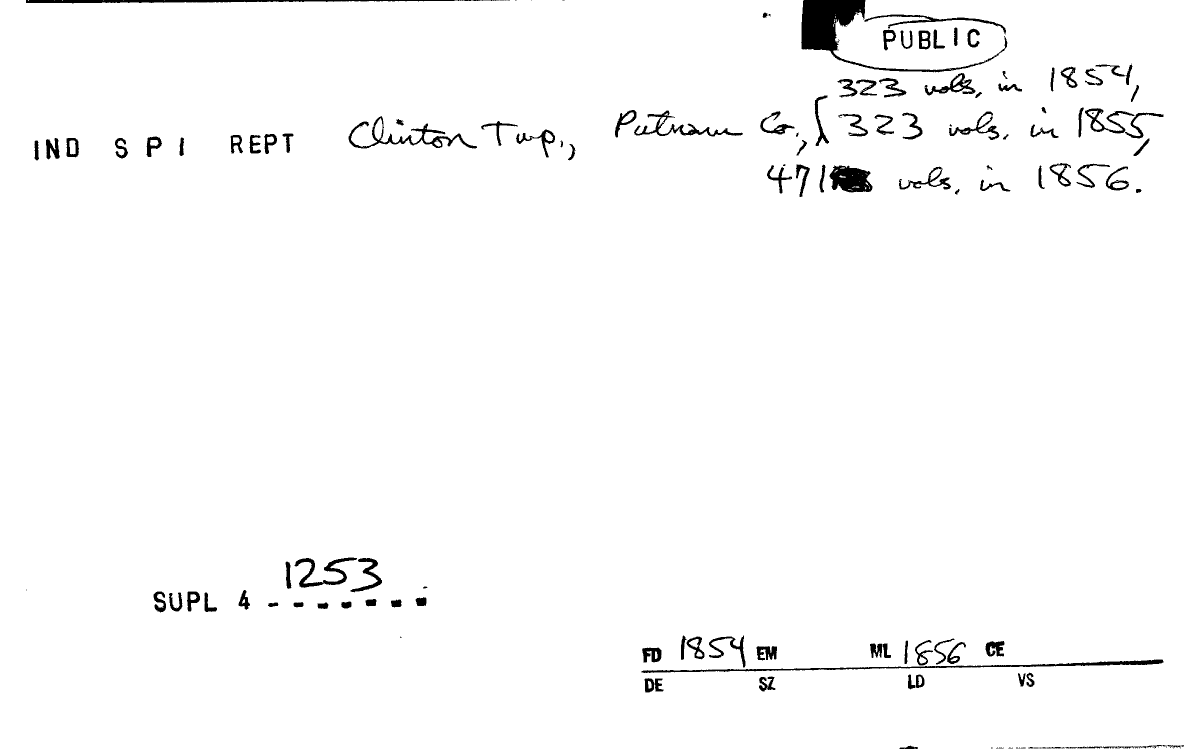 PUBLIC
323 vols, in 1854,
IND S P I REPT Clinton Twp., Putnam Co., 323 vols. in 1855,
471 vols. in 1856.
1253
SUPL 4 - - - - - - -
FD 1854 EM ML 1856 CE
DE SZ LD VS